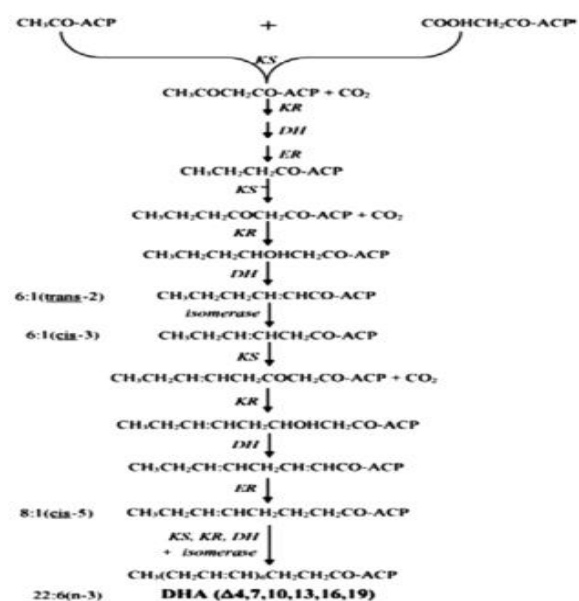 CH₃CO-ACP + COOHCH₂CO-ACP*
KS
CH₃COCH₂CO-ACP + CO₂
KR
DH
ER
CH₃CH₂CH₂CO-ACP
KS
CH₃CH₂CH₂COCH₂CO-ACP + CO₂
KR
CH₃CH₂CH₂CHOHCH₂CO-ACP
DH
6:1(trans-2) CH₃CH₂CH₂CH:CHCO-ACP
isomerase
6:1(cis-3) CH₃CH₂CH:CHCH₂CO-ACP
KS
CH₃CH₂CH:CHCH₂COCH₂CO-ACP + CO₂
KR
CH₃CH₂CH:CHCH₂CHOHCH₂CO-ACP
DH
CH₃CH₂CH:CHCH₂CH:CHCO-ACP
ER
8:1(cis-5) CH₃CH₂CH:CHCH₂CH₂CH₂CO-ACP
KS, KR, DH
+ isomerase
22:6(n-3) CH₃(CH₂CH:CH)₆CH₂CH₂CO-ACP
DHA (Δ4,7,10,13,16,19)